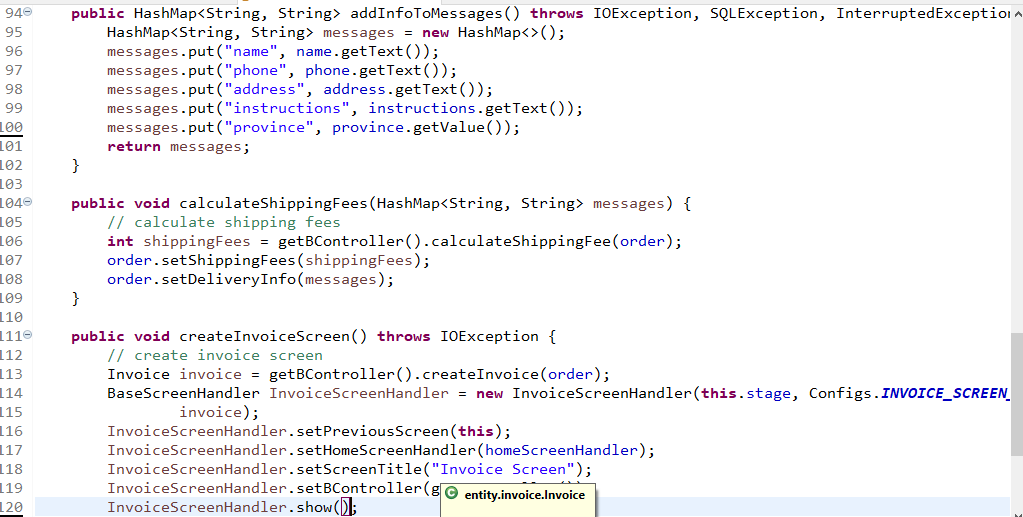 94 public HashMap<String, String> addInfoToMessages() throws IOException, SQLException, InterruptedException
95 HashMap<String, String> messages = new HashMap<>();
96 messages.put("name", name.getText());
97 messages.put("phone", phone.getText());
98 messages.put("address", address.getText());
99 messages.put("instructions", instructions.getText());
100 messages.put("province", province.getValue());
101 return messages;
102 }
103
104 public void calculateShippingFees(HashMap<String, String> messages) {
105 // calculate shipping fees
106 int shippingFees = getBController().calculateShippingFee(order);
107 order.setShippingFees(shippingFees);
108 order.setDeliveryInfo(messages);
109 }
110
111 public void createInvoiceScreen() throws IOException {
112 // create invoice screen
113 Invoice invoice = getBController().createInvoice(order);
114 BaseScreenHandler InvoiceScreenHandler = new InvoiceScreenHandler(this.stage, Configs.INVOICE_SCREEN_
115 invoice);
116 InvoiceScreenHandler.setPreviousScreen(this);
117 InvoiceScreenHandler.setHomeScreenHandler(homeScreenHandler);
118 InvoiceScreenHandler.setScreenTitle("Invoice Screen");
119 InvoiceScreenHandler.setBController(g
C entity.invoice.Invoice
120 InvoiceScreenHandler.show();